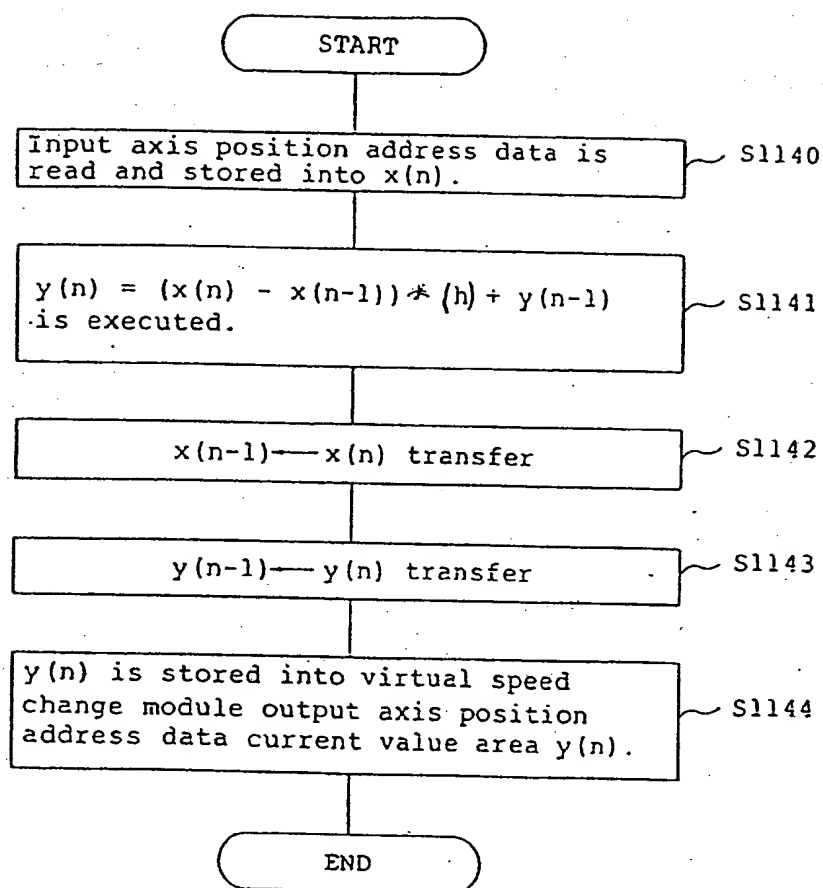 START
Input axis position address data is
read and stored into x(n).
S1140
y(n) = (x(n) - x(n-1)) * (h) + y(n-1)
is executed.
S1141
x(n-1)←x(n) transfer
S1142
y(n-1)←y(n) transfer
S1143
y(n) is stored into virtual speed
change module output axis position
address data current value area y(n).
S1144
END